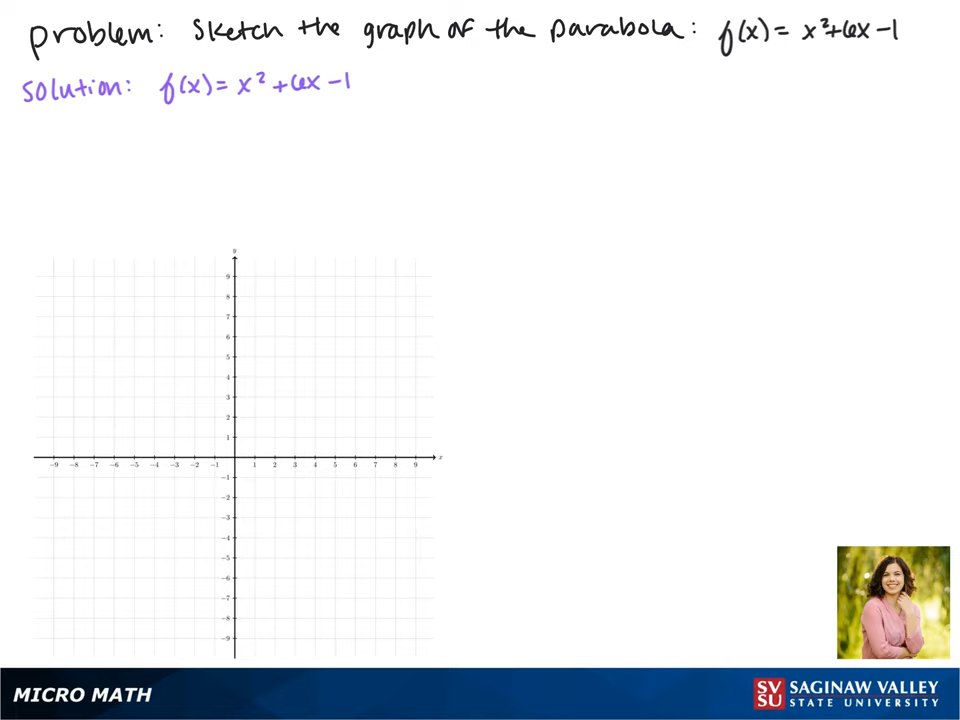 problem: Sketch the graph of the parabola: f(x) = x²+6x-1
solution: f(x) = x²+6x-1
y
9
8
7
6
5
4
3
2
1
-9 -8 -7 -6 -5 -4 -3 -2 -1 1 2 3 4 5 6 7 8 9 x
-1
-2
-3
-4
-5
-6
-7
-8
-9
MICRO MATH
SV SU SAGINAW VALLEY
STATE UNIVERSITY